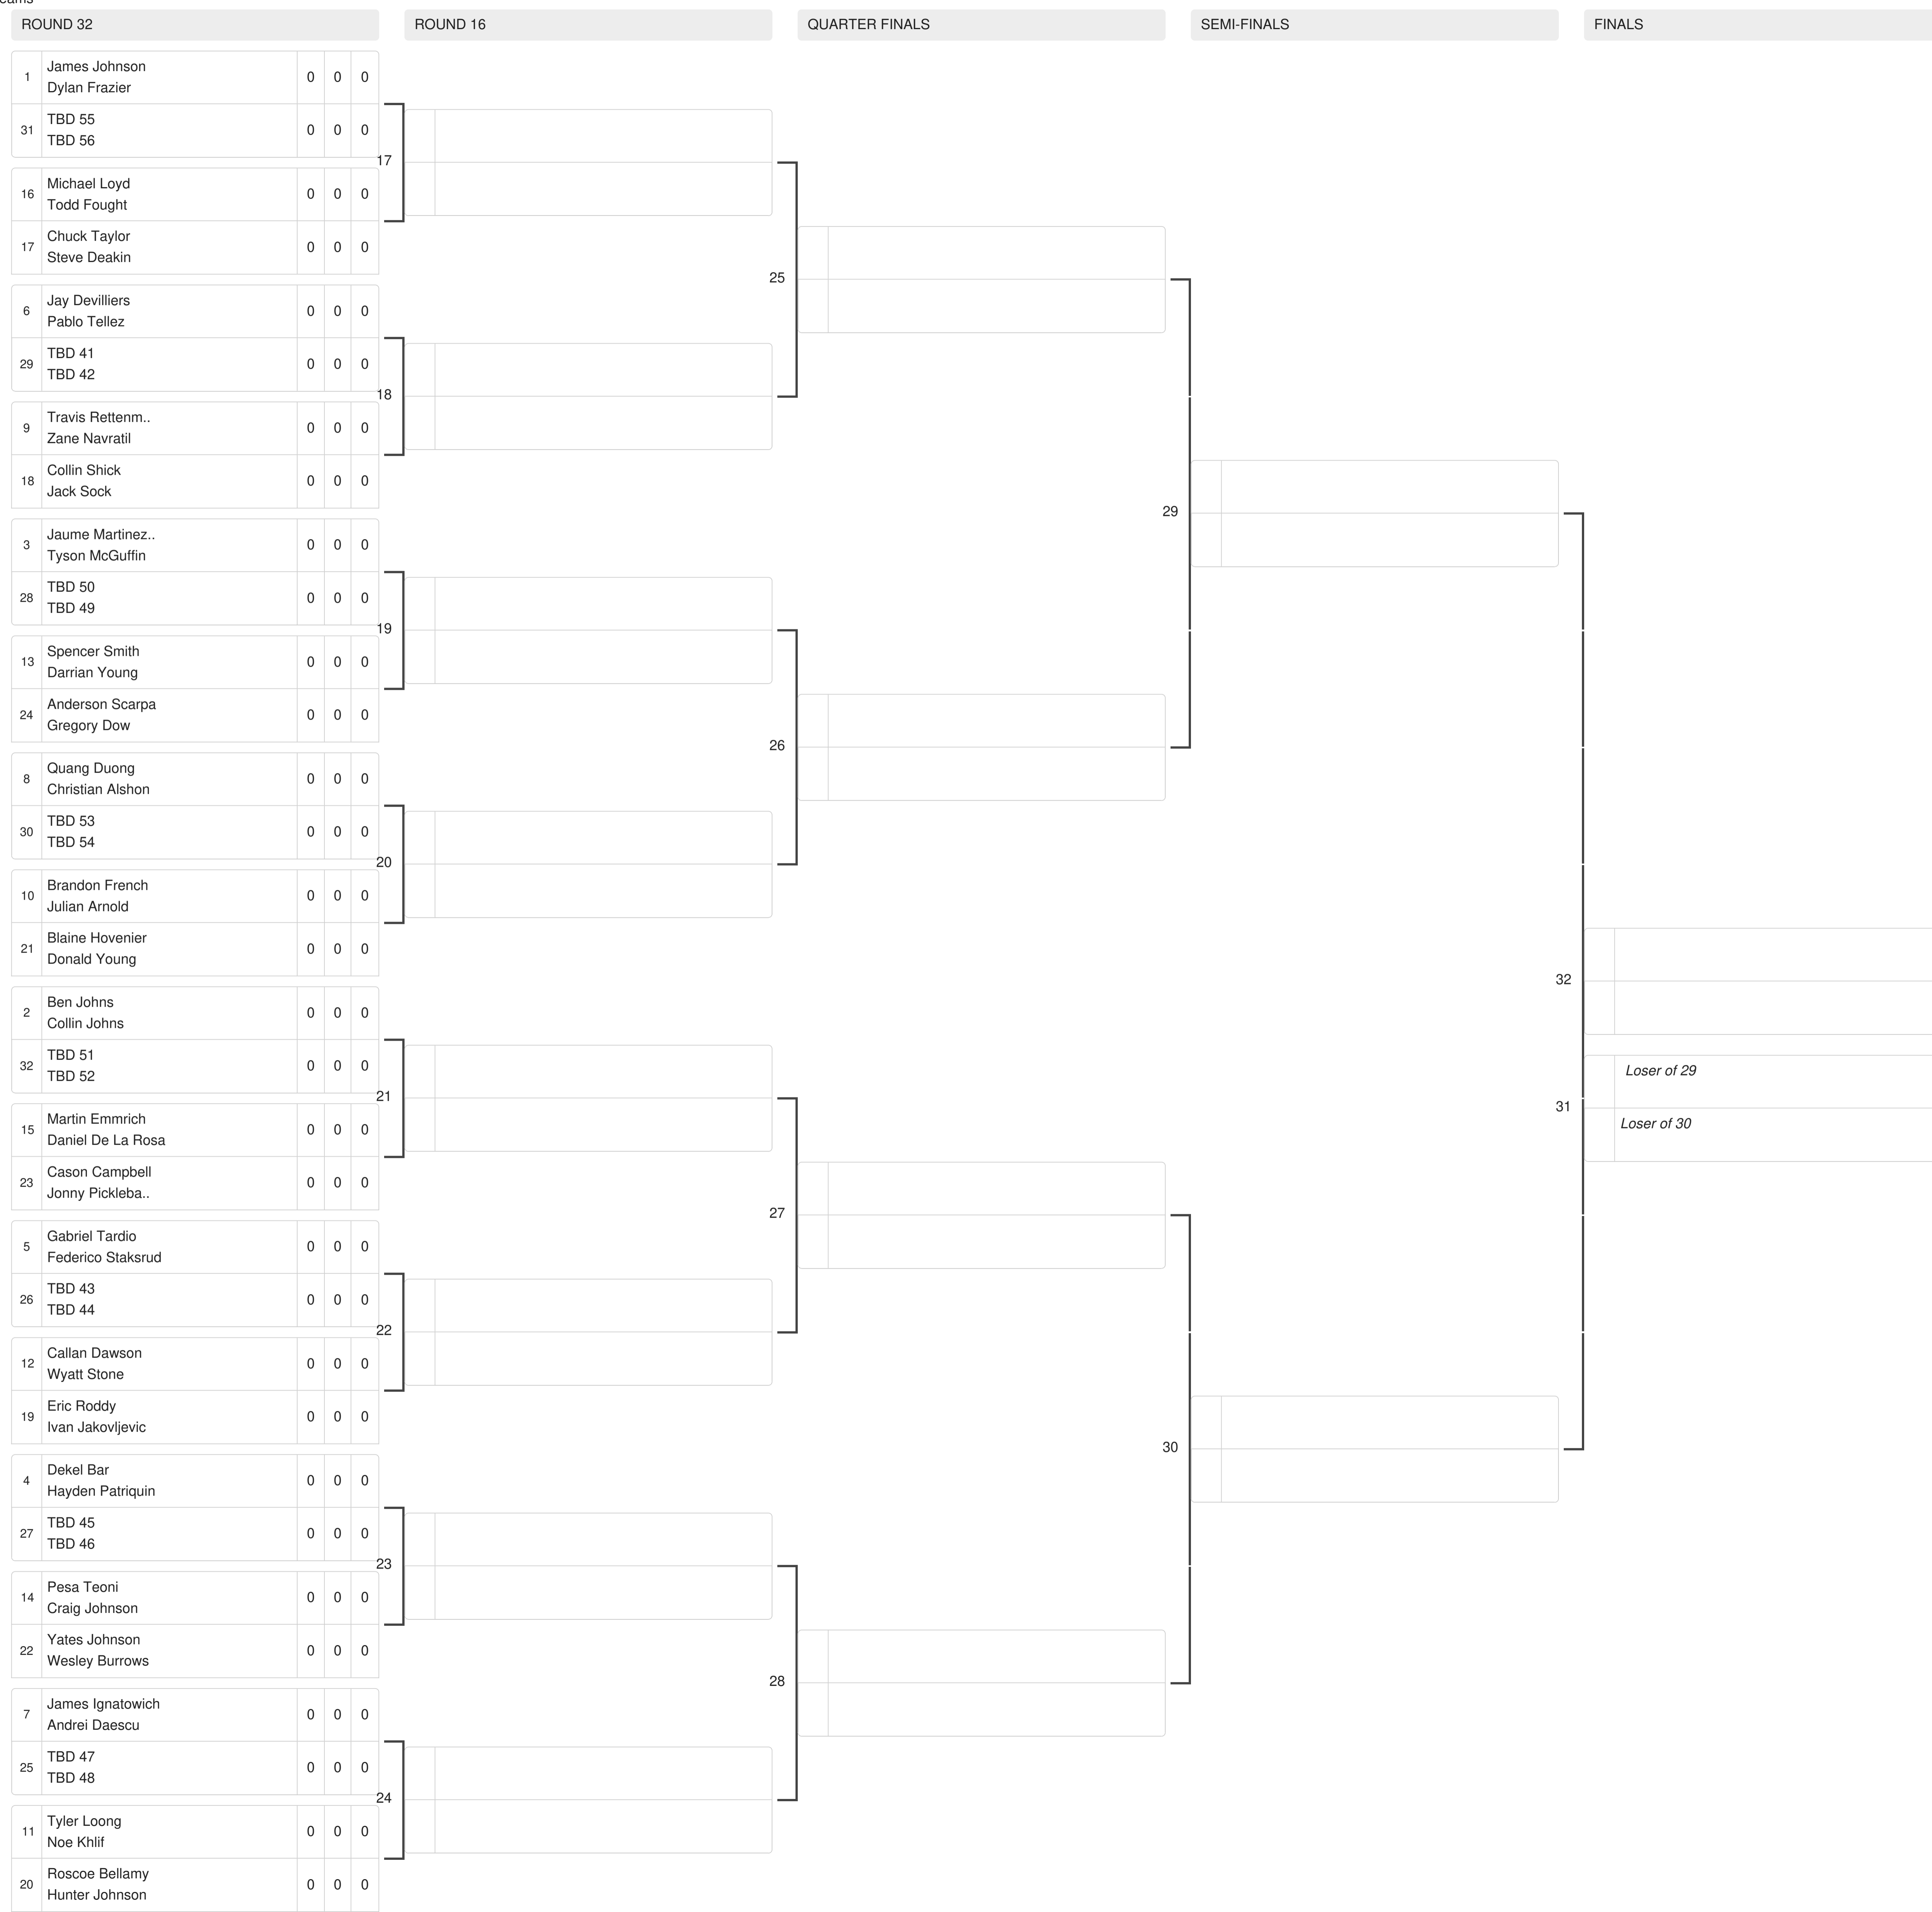 ROUND 32
ROUND 16
QUARTER FINALS
SEMI-FINALS
FINALS
1
James Johnson
Dylan Frazier
0 0 0
31
TBD 55
TBD 56
0 0 0
17
16
Michael Loyd
Todd Fought
0 0 0
17
Chuck Taylor
Steve Deakin
0 0 0
25
6
Jay Devilliers
Pablo Tellez
0 0 0
29
TBD 41
TBD 42
0 0 0
18
9
Travis Rettenm..
Zane Navratil
0 0 0
18
Collin Shick
Jack Sock
0 0 0
29
3
Jaume Martinez..
Tyson McGuffin
0 0 0
28
TBD 50
TBD 49
0 0 0
19
13
Spencer Smith
Darrian Young
0 0 0
24
Anderson Scarpa
Gregory Dow
0 0 0
26
8
Quang Duong
Christian Alshon
0 0 0
30
TBD 53
TBD 54
0 0 0
20
10
Brandon French
Julian Arnold
0 0 0
21
Blaine Hovenier
Donald Young
0 0 0
32
2
Ben Johns
Collin Johns
0 0 0
32
TBD 51
TBD 52
0 0 0
Loser of 29
31
Loser of 30
21
15
Martin Emmrich
Daniel De La Rosa
0 0 0
23
Cason Campbell
Jonny Pickleba..
0 0 0
27
5
Gabriel Tardio
Federico Staksrud
0 0 0
26
TBD 43
TBD 44
0 0 0
22
12
Callan Dawson
Wyatt Stone
0 0 0
19
Eric Roddy
Ivan Jakovljevic
0 0 0
30
4
Dekel Bar
Hayden Patriquin
0 0 0
27
TBD 45
TBD 46
0 0 0
23
14
Pesa Teoni
Craig Johnson
0 0 0
22
Yates Johnson
Wesley Burrows
0 0 0
28
7
James Ignatowich
Andrei Daescu
0 0 0
25
TBD 47
TBD 48
0 0 0
24
11
Tyler Loong
Noe Khlif
0 0 0
20
Roscoe Bellamy
Hunter Johnson
0 0 0